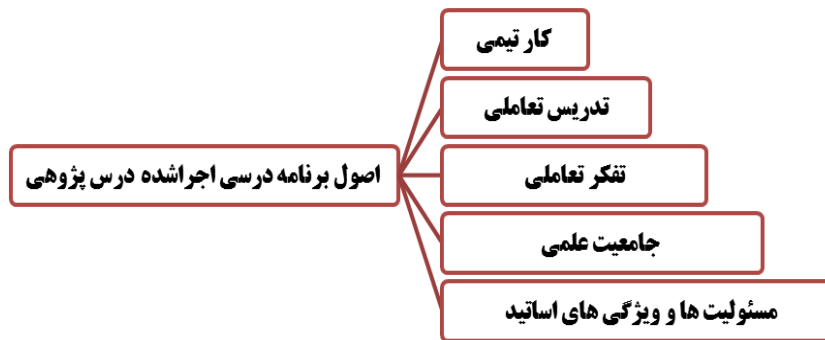 اصول برنامه درسی اجراشده درس پژوهی
کار تیمی
تدریس تعاملی
تفکر تعاملی
جامعیت علمی
مسئولیت ها و ویژگی های اساتید